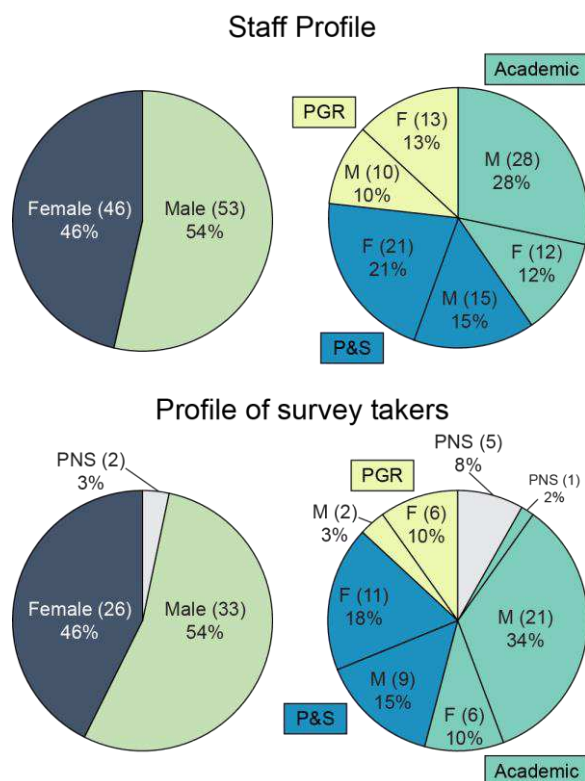 Staff Profile
Academic
PGR
F (13)
13%
M (28)
28%
M (10)
10%
Female (46)
46%
Male (53)
54%
F (21)
21%
F (12)
12%
M (15)
15%
P&S
Profile of survey takers
PNS (2)
3%
PGR
PNS (5)
8%
PNS (1)
2%
M (2)
3%
F (6)
10%
Female (26)
46%
Male (33)
54%
F (11)
18%
M (21)
34%
M (9)
15%
F (6)
10%
P&S
Academic